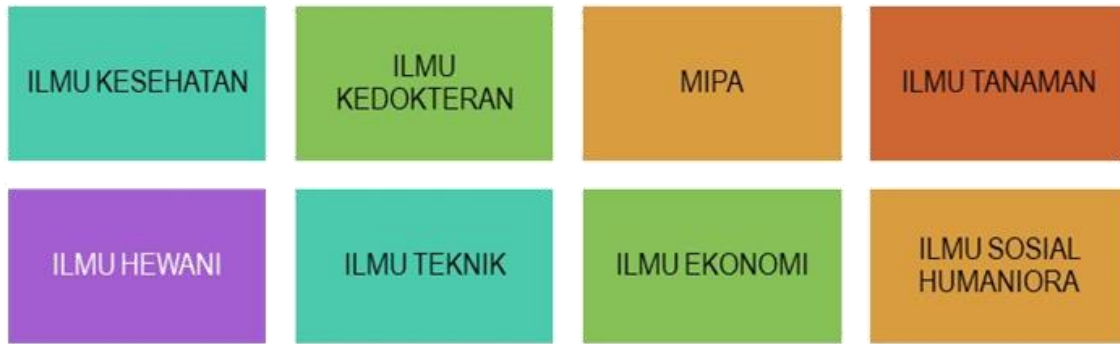 ILMU KESEHATAN
ILMU
KEDOKTERAN
MIPA
ILMU TANAMAN
ILMU HEWANI
ILMU TEKNIK
ILMU EKONOMI
ILMU SOSIAL
HUMANIORA